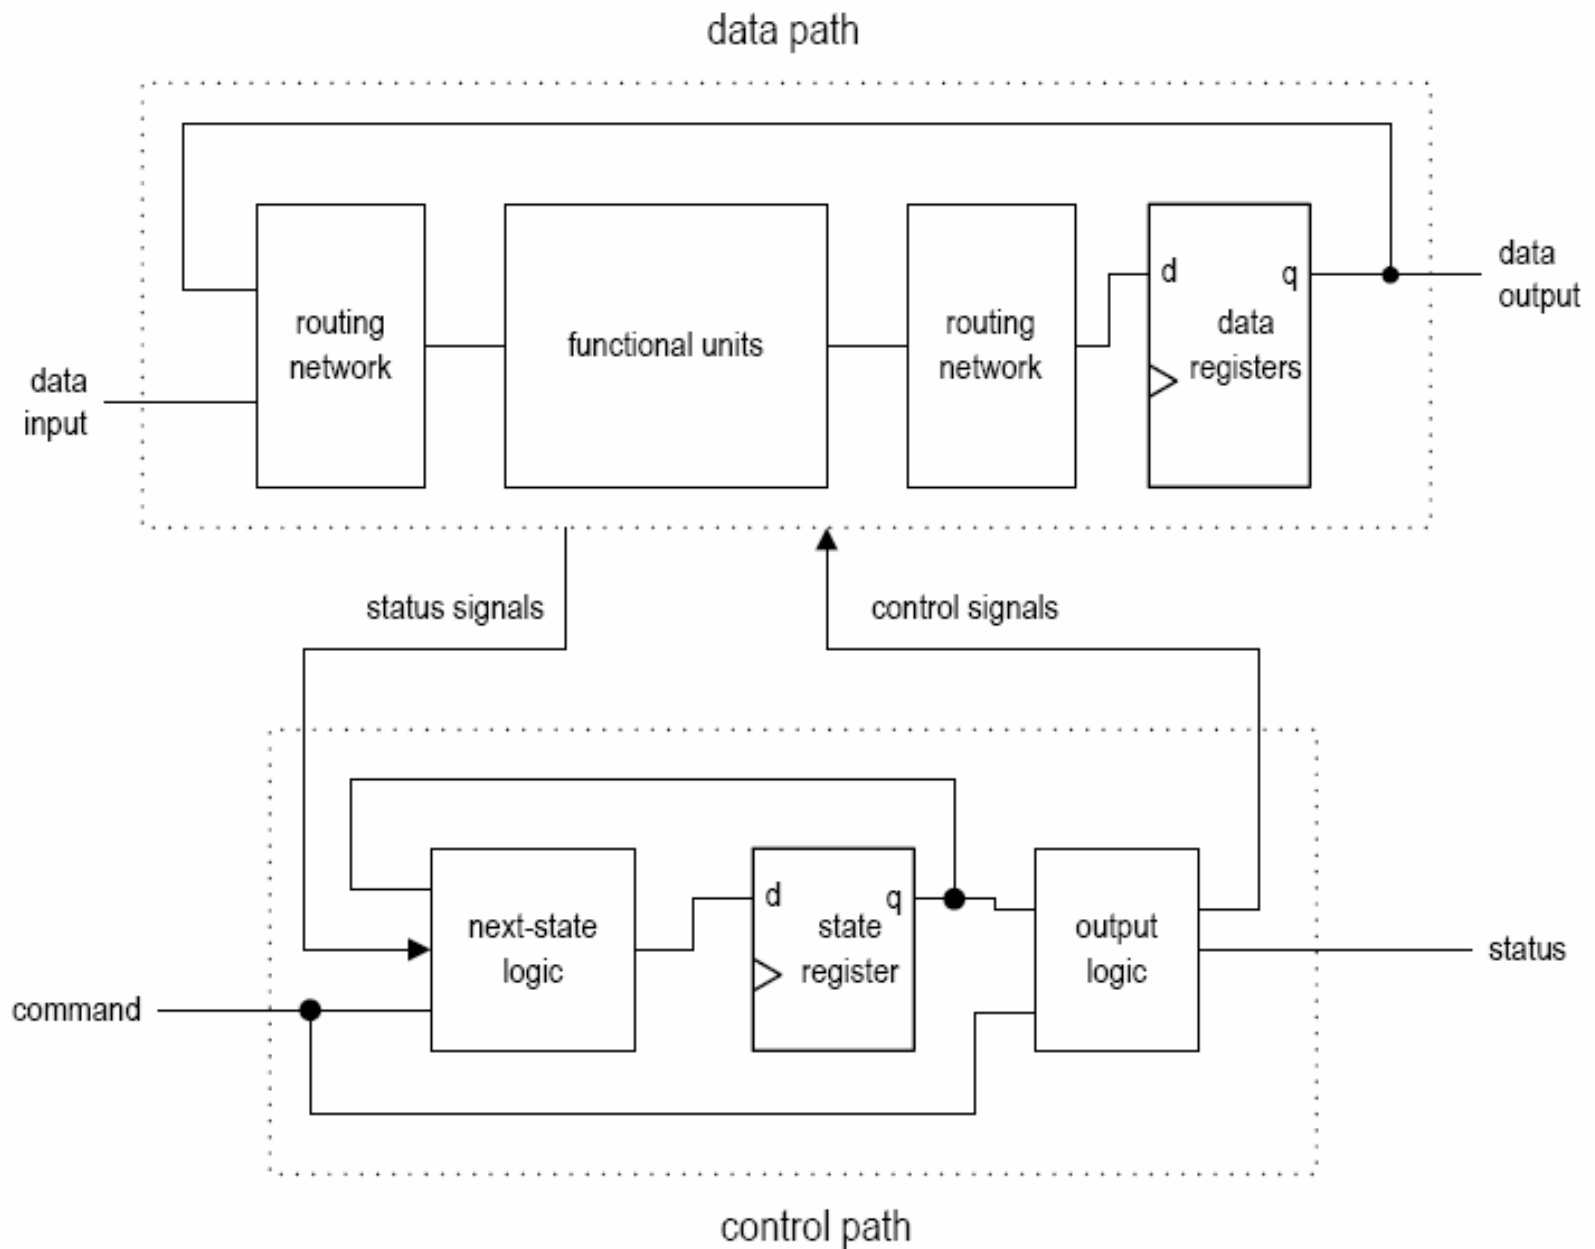 data path
routing
network
functional units
routing
network
d
q
data
registers
data
output
data
input
status signals
control signals
next-state
logic
d
q
state
register
output
logic
status
command
control path